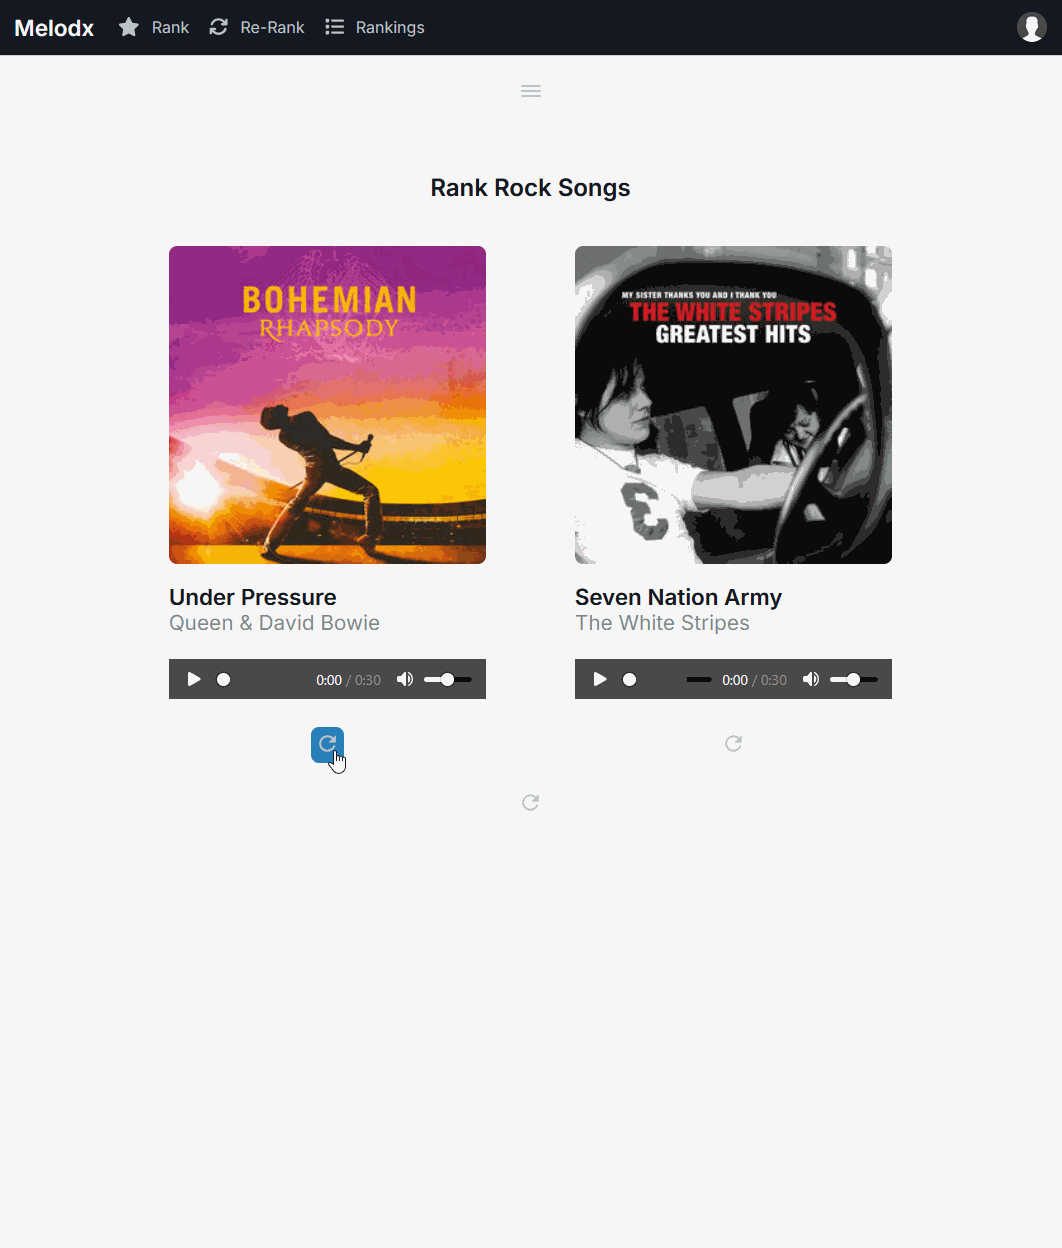 Melodx Rank Re-Rank Rankings
Rank Rock Songs
BOHEMIAN
RHAPSODY
MY SISTER THANKS YOU AND I THANK YOU
THE WHITE STRIPES
GREATEST HITS
3
Under Pressure
Queen & David Bowie
0:00 / 0:30
Seven Nation Army
The White Stripes
0:00 / 0:30